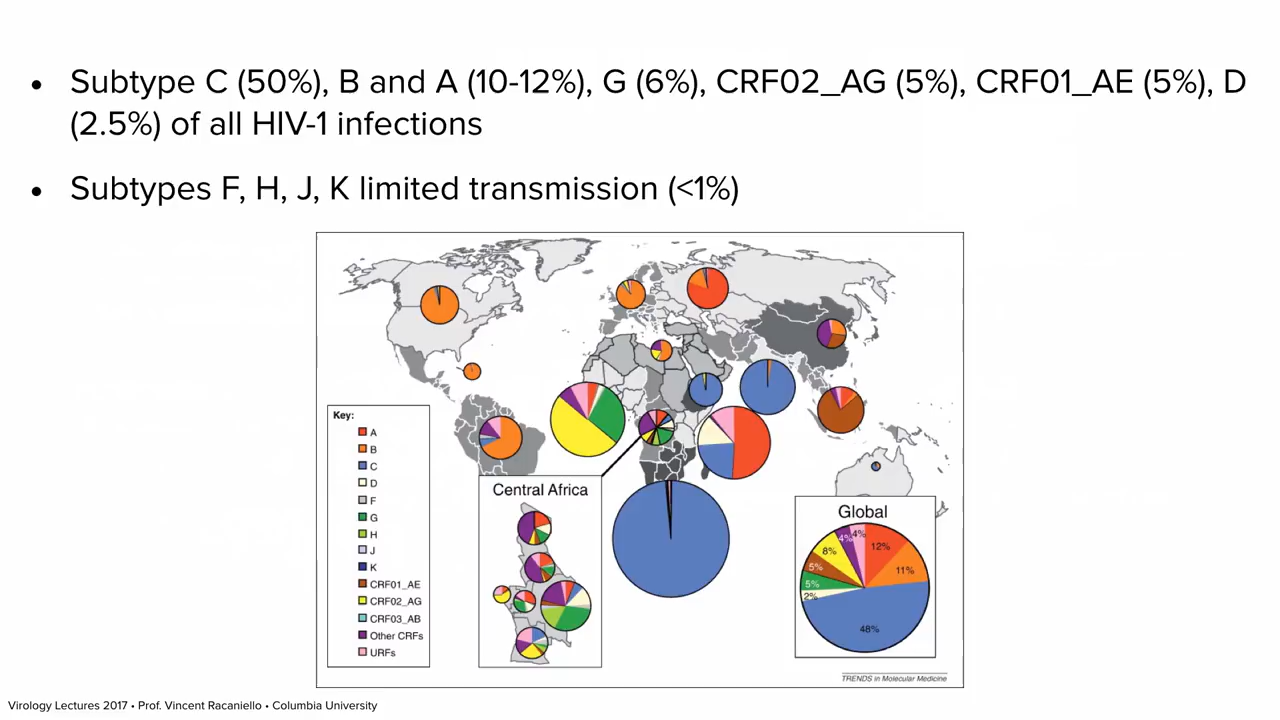 • Subtype C (50%), B and A (10-12%), G (6%), CRF02_AG (5%), CRF01_AE (5%), D
(2.5%) of all HIV-1 infections
• Subtypes F, H, J, K limited transmission (<1%)
Key:
A
B
C
D
F
G
H
J
K
CRF01_AE
CRF02_AG
CRF03_AB
Other CRFs
URFs
Central Africa
Global
4%
4%
12%
8%
11%
5%
5%
2%
48%
TRENDS in Molecular Medicine
Virology Lectures 2017 • Prof. Vincent Racaniello • Columbia University